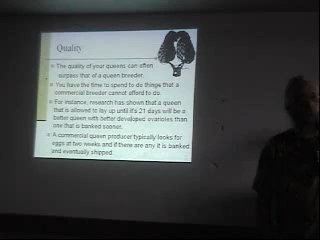 Quality
The quality of your queens can often
surpass that of a queen breeder.
You have the time to spend to do things that a
commercial breeder cannot afford to do.
For instance, research has shown that a queen
that is allowed to lay up until it's 21 days will be a
better queen with better developed ovarioles than
one that is banked sooner.
A commercial queen producer typically looks for
eggs at two weeks and if there are any it is banked
and eventually shipped.